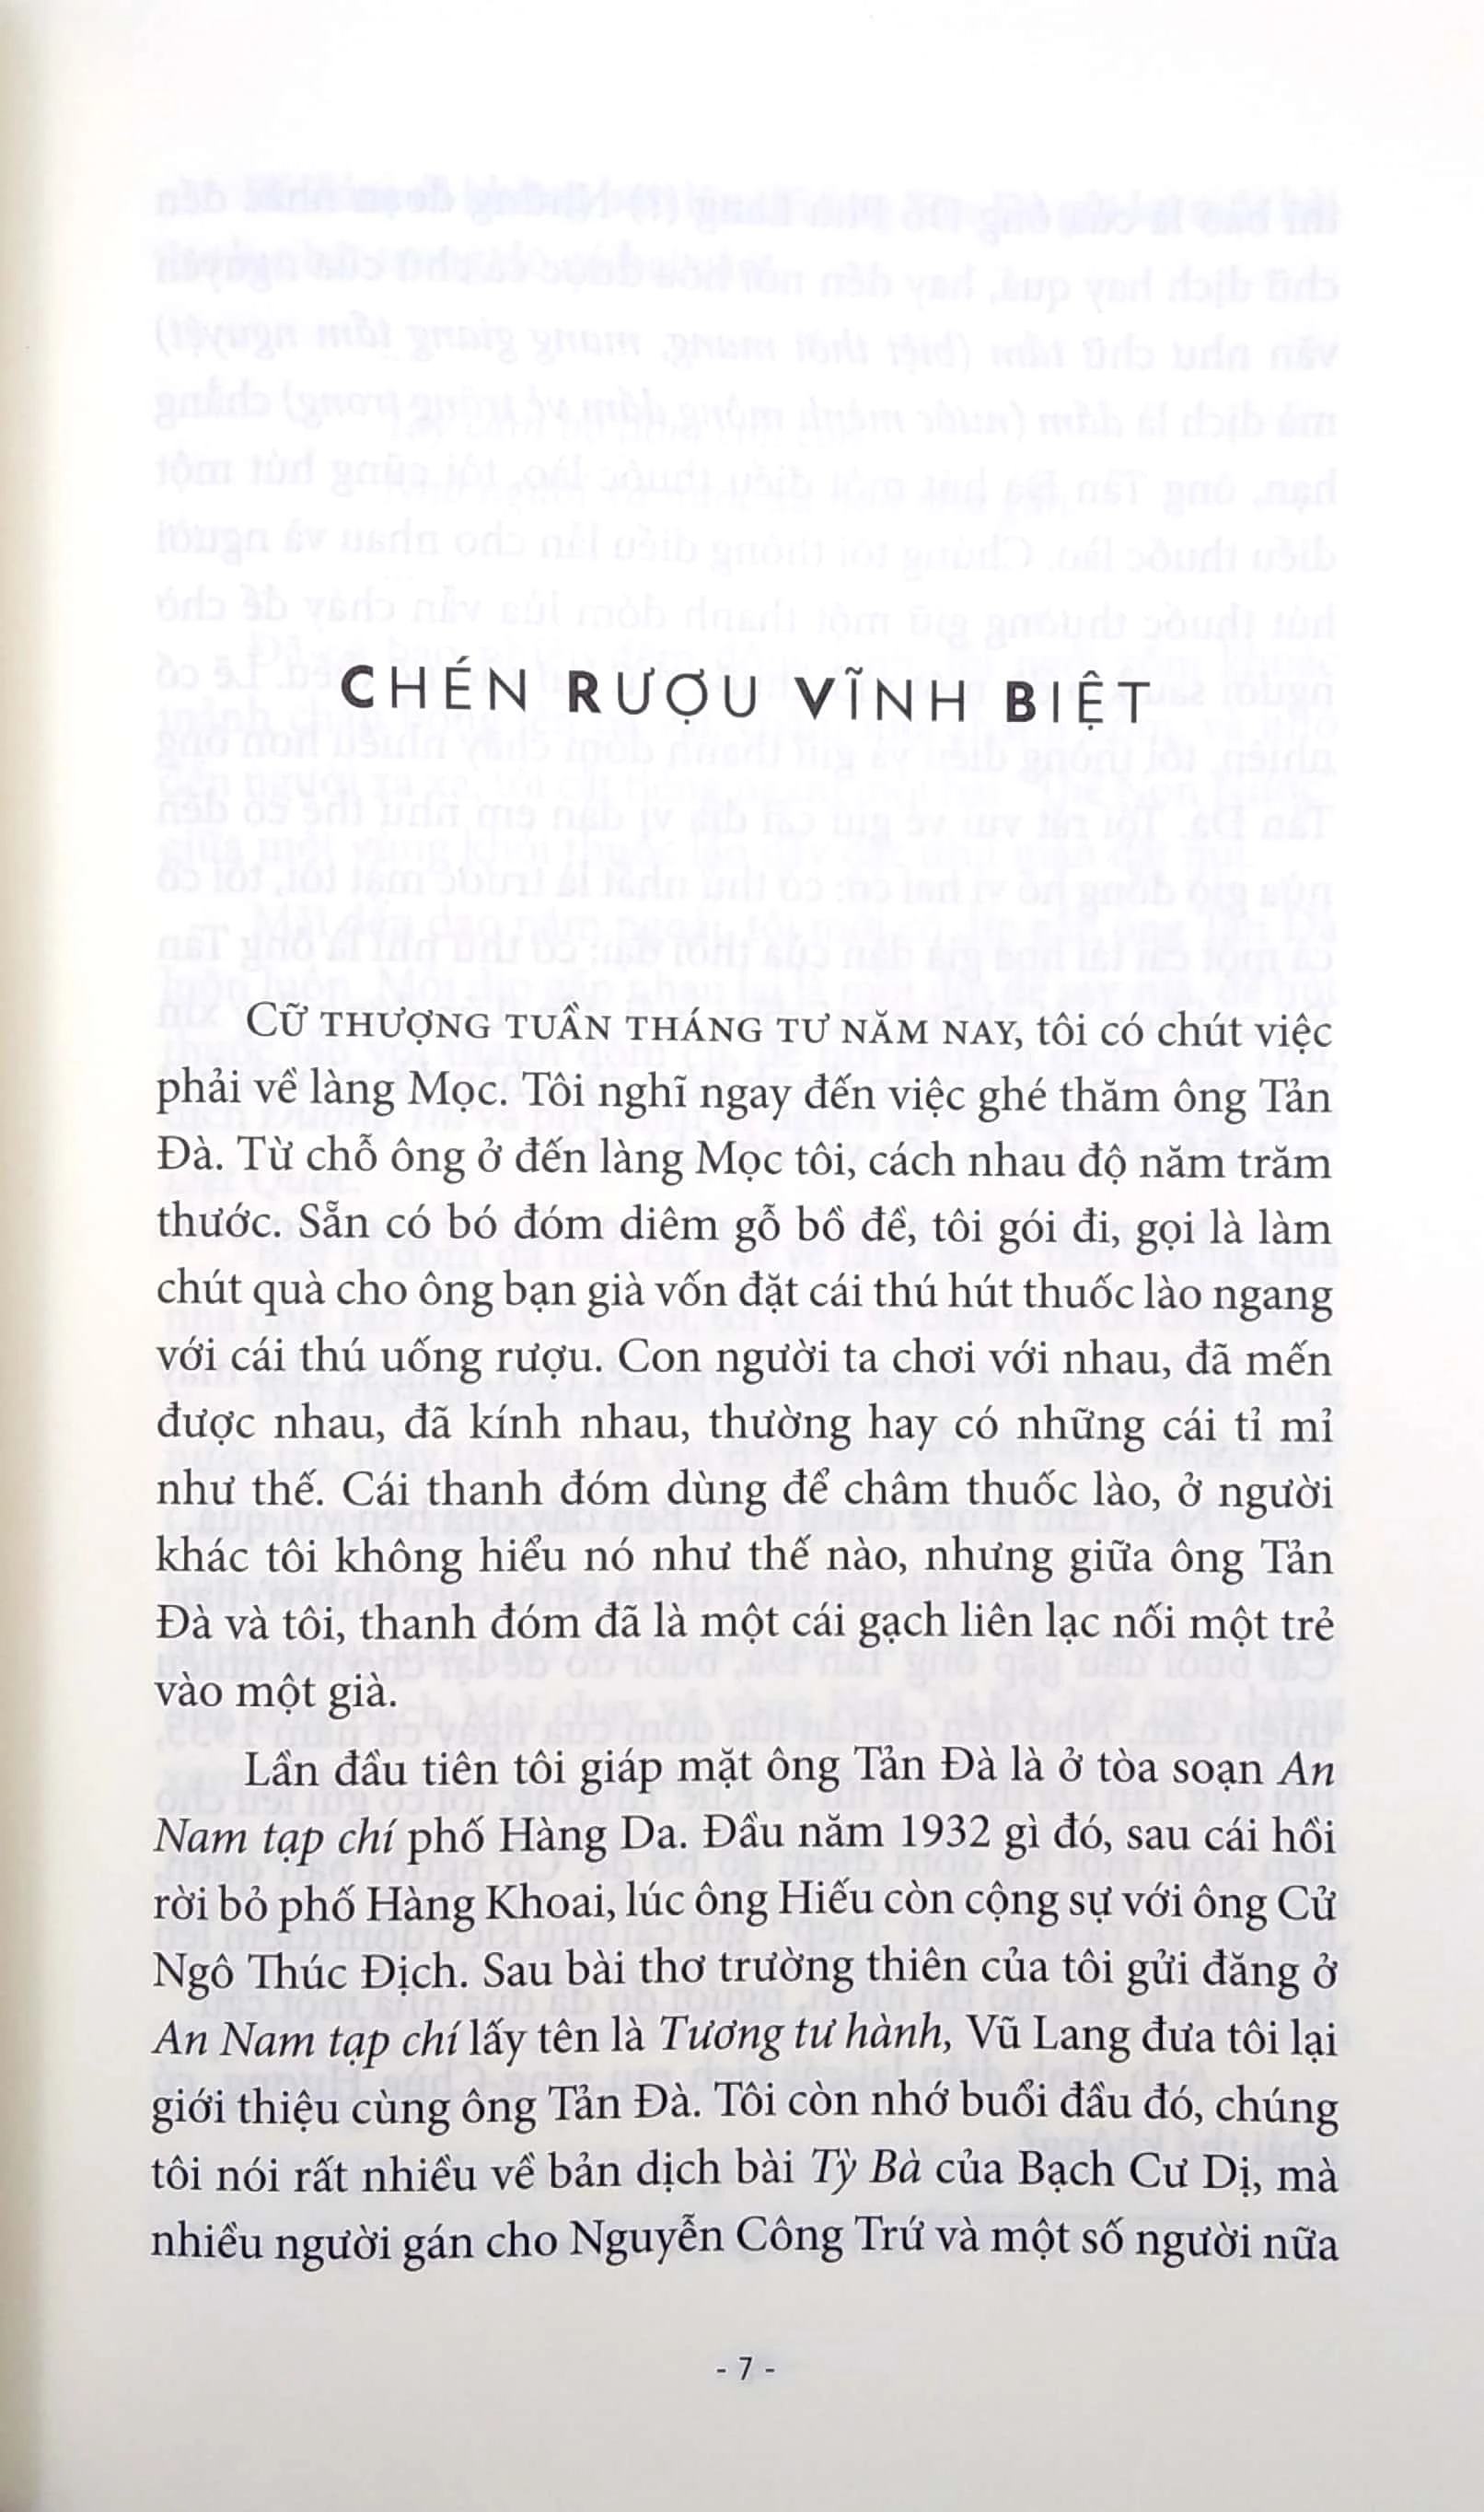 CHÉN RƯỢU VĨNH BIỆT
CỮ THƯỢNG TUẦN THÁNG TƯ NĂM NAY, tôi có chút việc
phải về làng Mọc. Tôi nghĩ ngay đến việc ghé thăm ông Tản
Đà. Từ chỗ ông ở đến làng Mọc tôi, cách nhau độ năm trăm
thước. Sẵn có bó đóm diêm gỗ bồ đề, tôi gói đi, gọi là làm
chút quà cho ông bạn già vốn đặt cái thú hút thuốc lào ngang
với cái thú uống rượu. Con người ta chơi với nhau, đã mến
được nhau, đã kính nhau, thường hay có những cái tỉ mỉ
như thế. Cái thanh đóm dùng để châm thuốc lào, ở người
khác tôi không hiểu nó như thế nào, nhưng giữa ông Tản
Đà và tôi, thanh đóm đã là một cái gạch liên lạc nối một trẻ
vào một già.
Lần đầu tiên tôi giáp mặt ông Tản Đà là ở tòa soạn An
Nam tạp chí phố Hàng Da. Đầu năm 1932 gì đó, sau cái hồi
rời bỏ phố Hàng Khoai, lúc ông Hiếu còn cộng sự với ông Cử
Ngô Thúc Địch. Sau bài thơ trường thiên của tôi gửi đăng ở
An Nam tạp chí lấy tên là Tương tư hành, Vũ Lang đưa tôi lại
giới thiệu cùng ông Tản Đà. Tôi còn nhớ buổi đầu đó, chúng
tôi nói rất nhiều về bản dịch bài Tỳ Bà của Bạch Cư Dị, mà
nhiều người gán cho Nguyễn Công Trứ và một số người nữa
- 7 -